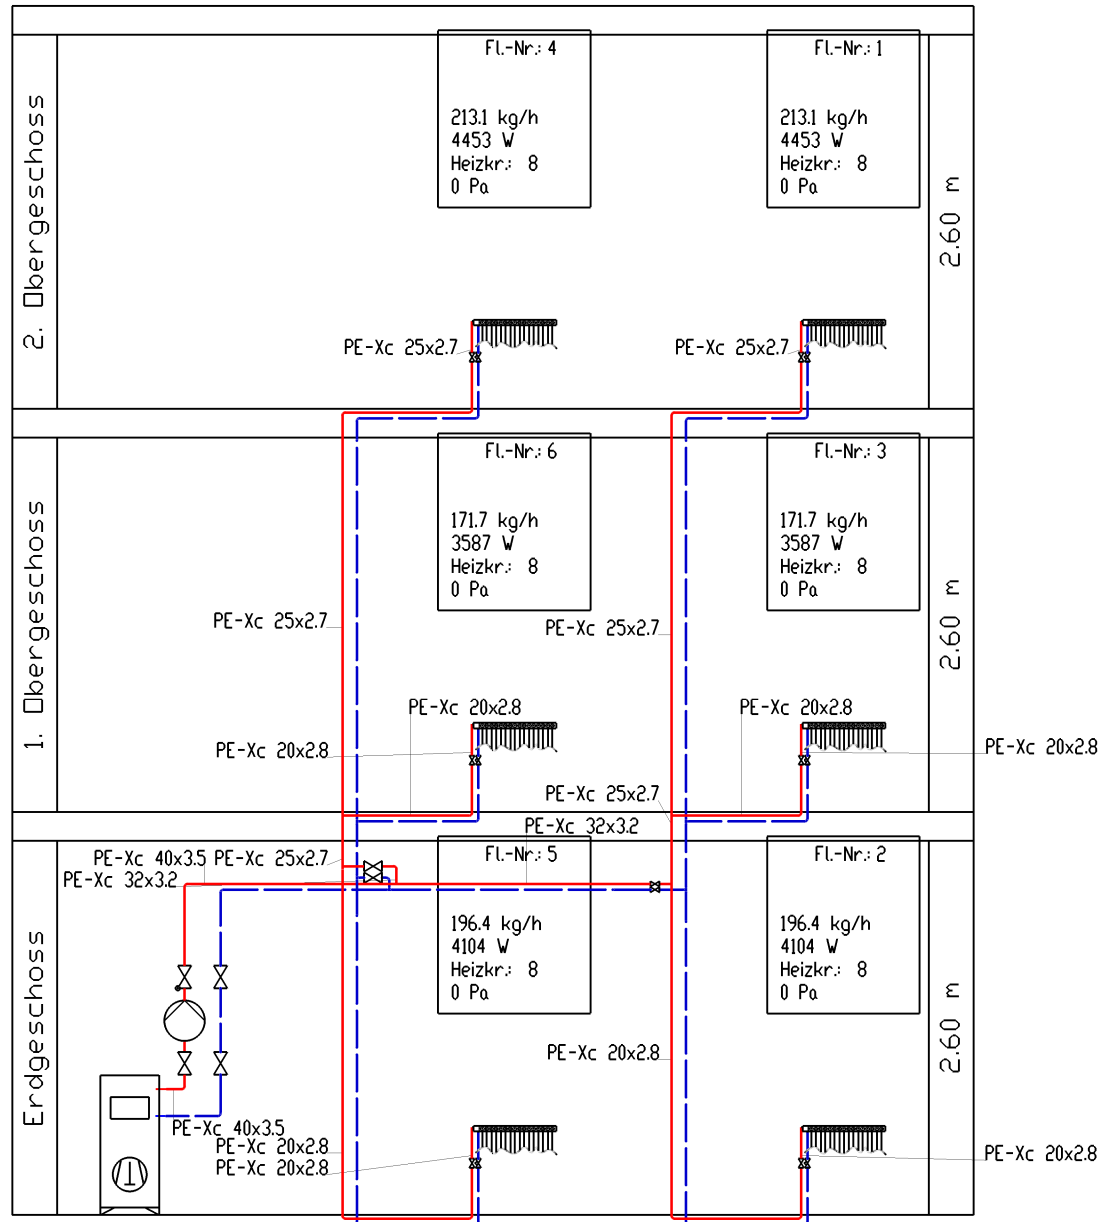 2. Obergeschoss
Fl.-Nr.: 4
213.1 kg/h
4453 W
Heizkr.: 8
0 Pa
Fl.-Nr.: 1
213.1 kg/h
4453 W
Heizkr.: 8
0 Pa
2.60 m
PE-Xc 25x2.7
PE-Xc 25x2.7
1. Obergeschoss
Fl.-Nr.: 6
171.7 kg/h
3587 W
Heizkr.: 8
0 Pa
Fl.-Nr.: 3
171.7 kg/h
3587 W
Heizkr.: 8
0 Pa
2.60 m
PE-Xc 25x2.7
PE-Xc 25x2.7
PE-Xc 20x2.8
PE-Xc 20x2.8
PE-Xc 20x2.8
PE-Xc 20x2.8
PE-Xc 25x2.7
PE-Xc 32x3.2
Erdgeschoss
PE-Xc 40x3.5
PE-Xc 25x2.7
PE-Xc 32x3.2
Fl.-Nr.: 5
196.4 kg/h
4104 W
Heizkr.: 8
0 Pa
Fl.-Nr.: 2
196.4 kg/h
4104 W
Heizkr.: 8
0 Pa
2.60 m
PE-Xc 20x2.8
PE-Xc 40x3.5
PE-Xc 20x2.8
PE-Xc 20x2.8
PE-Xc 20x2.8